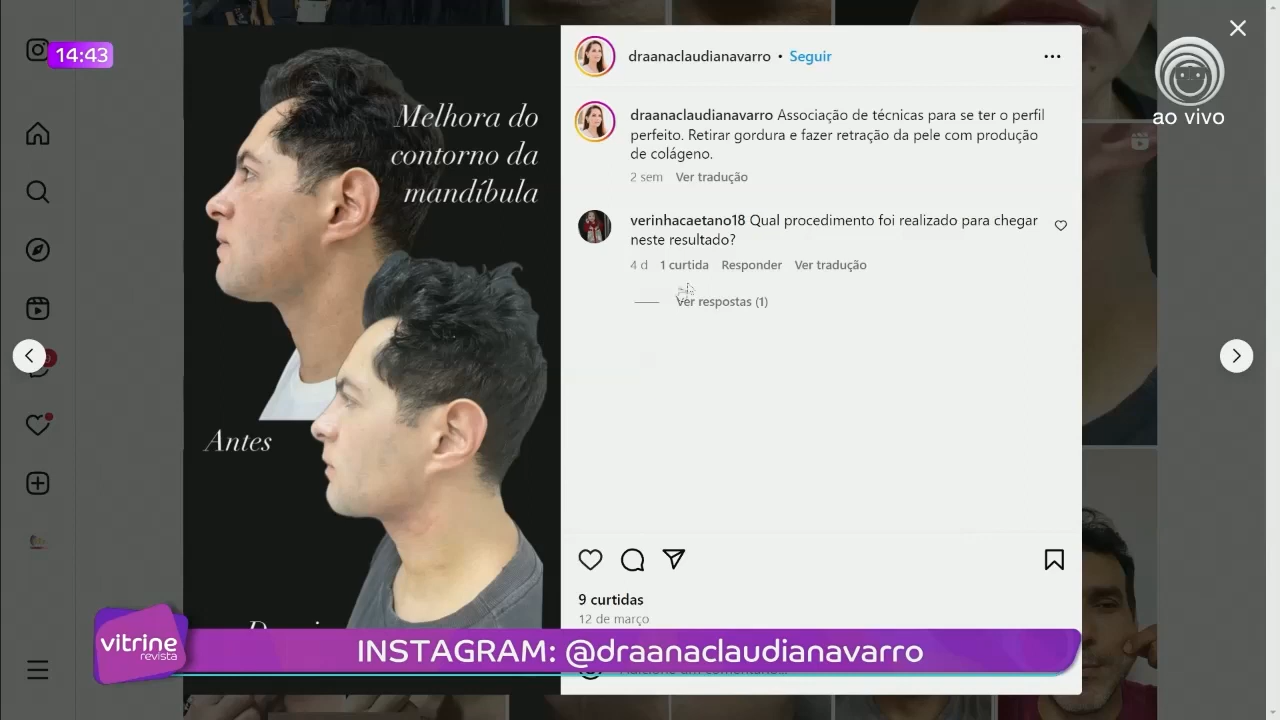 14:43
ao vivo
Melhora do
contorno da
mandíbula
Antes
draanaclaudianavarro • Seguir
draanaclaudianavarro Associação de técnicas para se ter o perfil
perfeito. Retirar gordura e fazer retração da pele com produção
de colágeno.
2 sem Ver tradução
verinhacaetano18 Qual procedimento foi realizado para chegar
neste resultado?
4 d 1 curtida Responder Ver tradução
Ver respostas (1)
9 curtidas
12 de março
vitrine
revista
INSTAGRAM: @draanaclaudianavarro